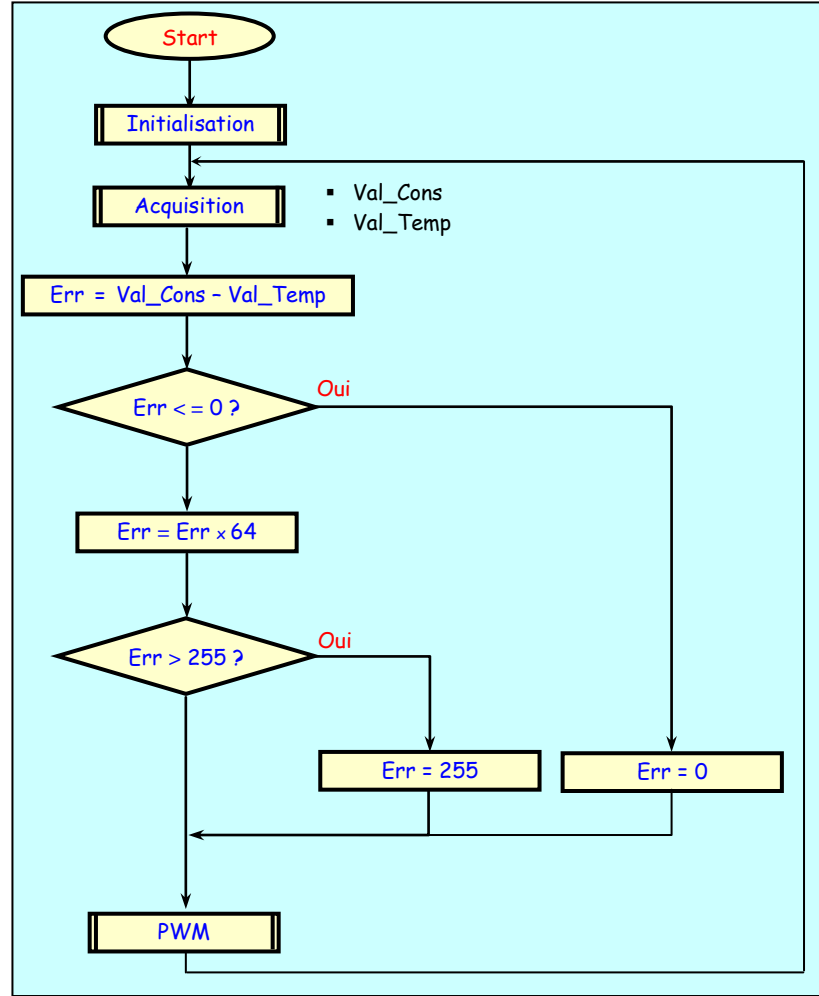 Start
Initialisation
Acquisition
▪ Val_Cons
▪ Val_Temp
Err = Val_Cons – Val_Temp
Err < = 0 ?
Oui
Err = Err × 64
Err > 255 ?
Oui
Err = 255
Err = 0
PWM